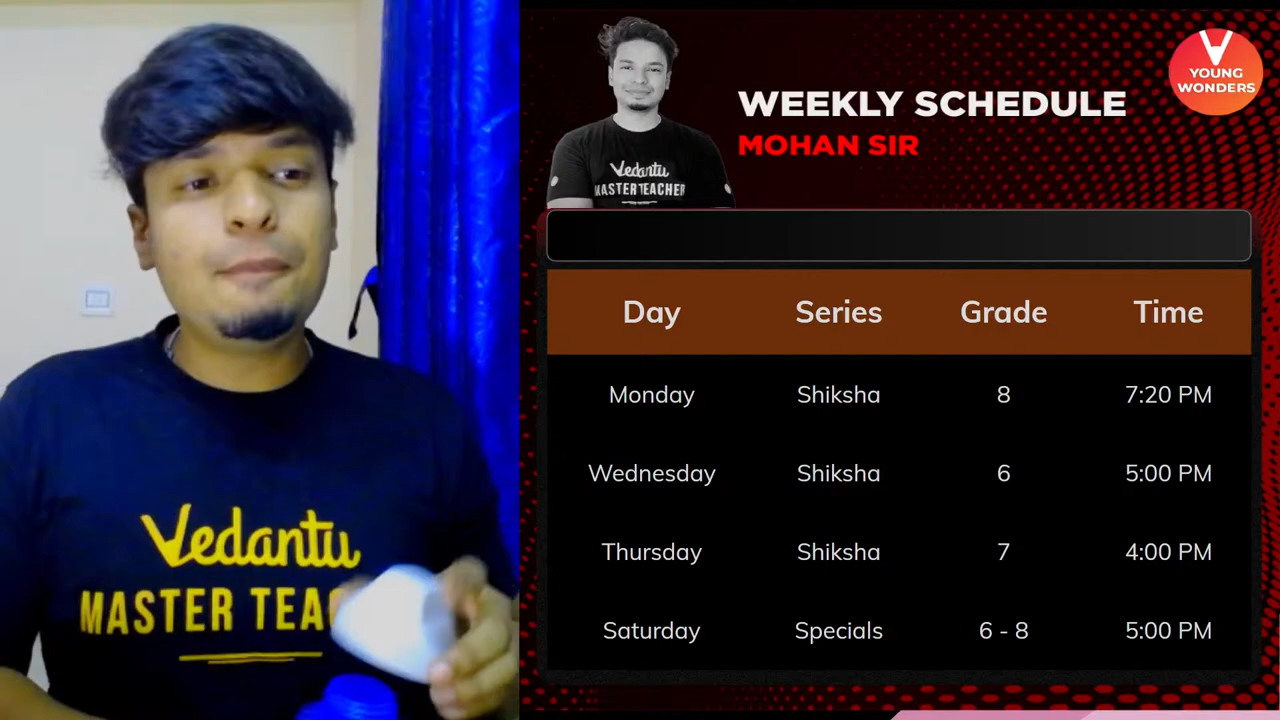 Vedantu
MASTER TEA
WEEKLY SCHEDULE
MOHAN SIR
Vedantu
MASTER TEACHER
YOUNG
WONDERS
Day Series Grade Time
Monday Shiksha 8 7:20 PM
Wednesday Shiksha 6 5:00 PM
Thursday Shiksha 7 4:00 PM
Saturday Specials 6 - 8 5:00 PM